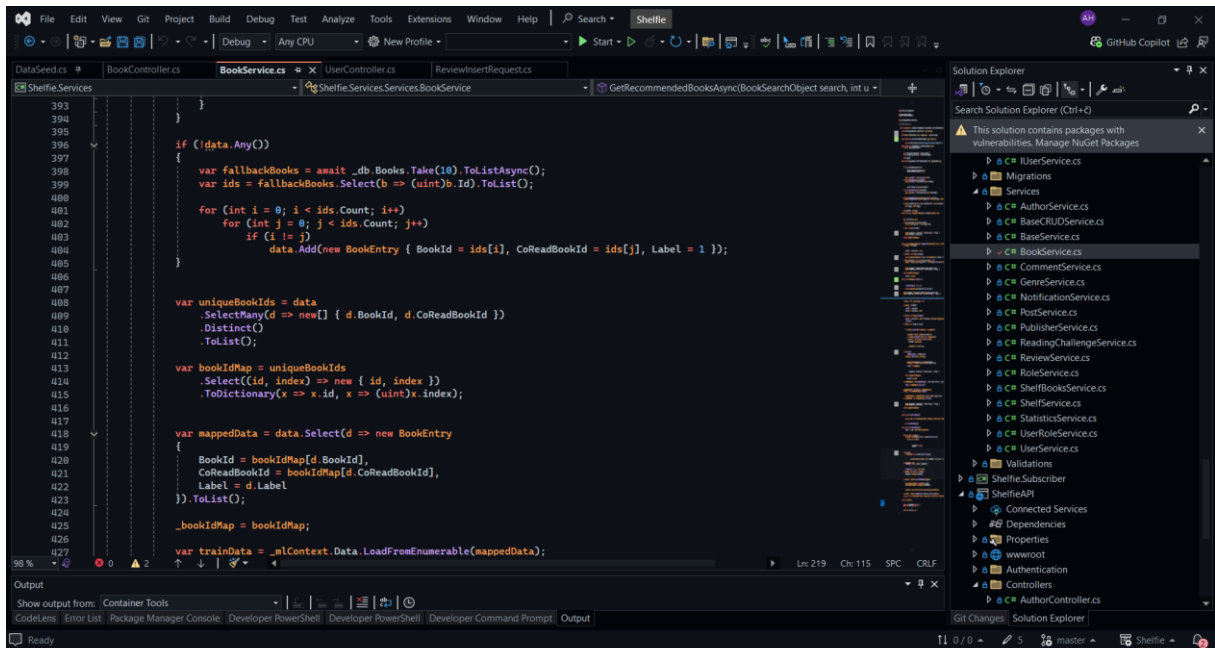 File Edit View Git Project Build Debug Test Analyze Tools Extensions Window Help Search Shelfie AH
Debug Any CPU New Profile Start GitHub Copilot
DataSeed.cs BookController.cs BookService.cs UserController.cs ReviewInsertRequest.cs
Shelfie.Services Shelfie.Services.Services.BookService GetRecommendedBooksAsync(BookSearchObject search, int u
393 }
394 }
395
396 if (!data.Any())
397 {
398 var fallbackBooks = await _db.Books.Take(10).ToListAsync();
399 var ids = fallbackBooks.Select(b => (uint)b.Id).ToList();
400
401 for (int i = 0; i < ids.Count; i++)
402 for (int j = 0; j < ids.Count; j++)
403 if (i != j)
404 data.Add(new BookEntry { BookId = ids[i], CoReadBookId = ids[j], Label = 1 });
405 }
406
407
408 var uniqueBookIds = data
409 .SelectMany(d => new[] { d.BookId, d.CoReadBookId })
410 .Distinct()
411 .ToList();
412
413 var bookIdMap = uniqueBookIds
414 .Select((id, index) => new { id, index })
415 .ToDictionary(x => x.id, x => (uint)x.index);
416
417
418 var mappedData = data.Select(d => new BookEntry
419 {
420 BookId = bookIdMap[d.BookId],
421 CoReadBookId = bookIdMap[d.CoReadBookId],
422 Label = d.Label
423 }).ToList();
424
425 _bookIdMap = bookIdMap;
426
427 var trainData = _mlContext.Data.LoadFromEnumerable(mappedData);
98 % 0 2 Ln: 219 Ch: 115 SPC CRLF
Output
Show output from: Container Tools
CodeLens Error List Package Manager Console Developer PowerShell Developer PowerShell Developer Command Prompt Output
Solution Explorer
Search Solution Explorer (Ctrl+č)
This solution contains packages with
vulnerabilities. Manage NuGet Packages
C# IUserService.cs
Migrations
Services
C# AuthorService.cs
C# BaseCRUDService.cs
C# BaseService.cs
C# BookService.cs
C# CommentService.cs
C# GenreService.cs
C# NotificationService.cs
C# PostService.cs
C# PublisherService.cs
C# ReadingChallengeService.cs
C# ReviewService.cs
C# RoleService.cs
C# ShelfBooksService.cs
C# ShelfService.cs
C# StatisticsService.cs
C# UserRoleService.cs
C# UserService.cs
Validations
Shelfie.Subscriber
ShelfieAPI
Connected Services
Dependencies
Properties
wwwroot
Authentication
Controllers
C# AuthorController.cs
Git Changes Solution Explorer
Ready 0 / 0 5 master Shelfie 2